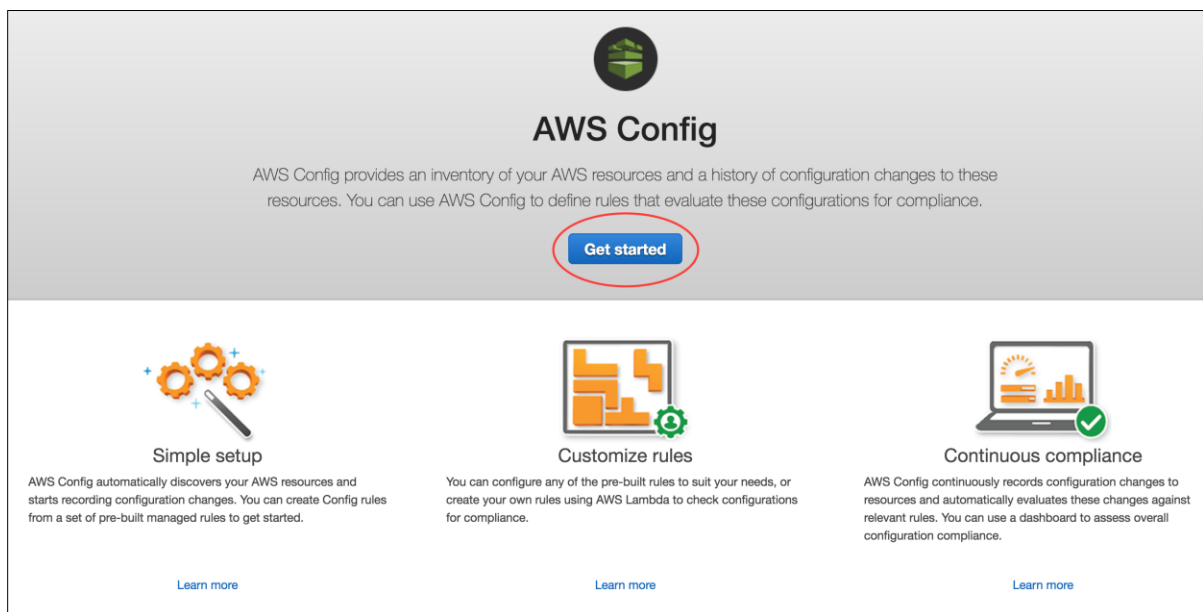 AWS Config
AWS Config provides an inventory of your AWS resources and a history of configuration changes to these
resources. You can use AWS Config to define rules that evaluate these configurations for compliance.
Get started
Simple setup
AWS Config automatically discovers your AWS resources and
starts recording configuration changes. You can create Config rules
from a set of pre-built managed rules to get started.
Learn more
Customize rules
You can configure any of the pre-built rules to suit your needs, or
create your own rules using AWS Lambda to check configurations
for compliance.
Learn more
Continuous compliance
AWS Config continuously records configuration changes to
resources and automatically evaluates these changes against
relevant rules. You can use a dashboard to assess overall
configuration compliance.
Learn more